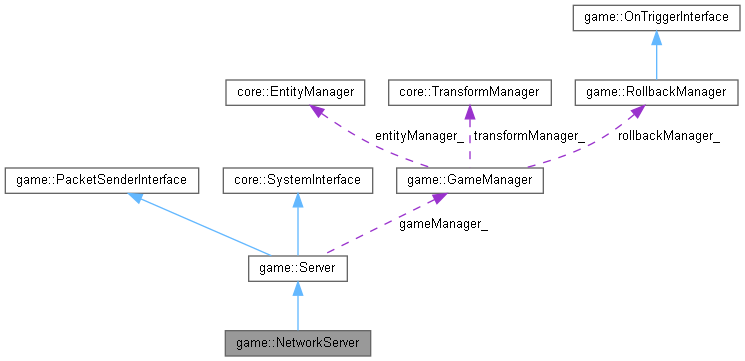 game::OnTriggerInterface
core::EntityManager
core::TransformManager
game::RollbackManager
entityManager_
transformManager_
rollbackManager_
game::PacketSenderInterface
core::SystemInterface
game::GameManager
gameManager_
game::Server
game::NetworkServer